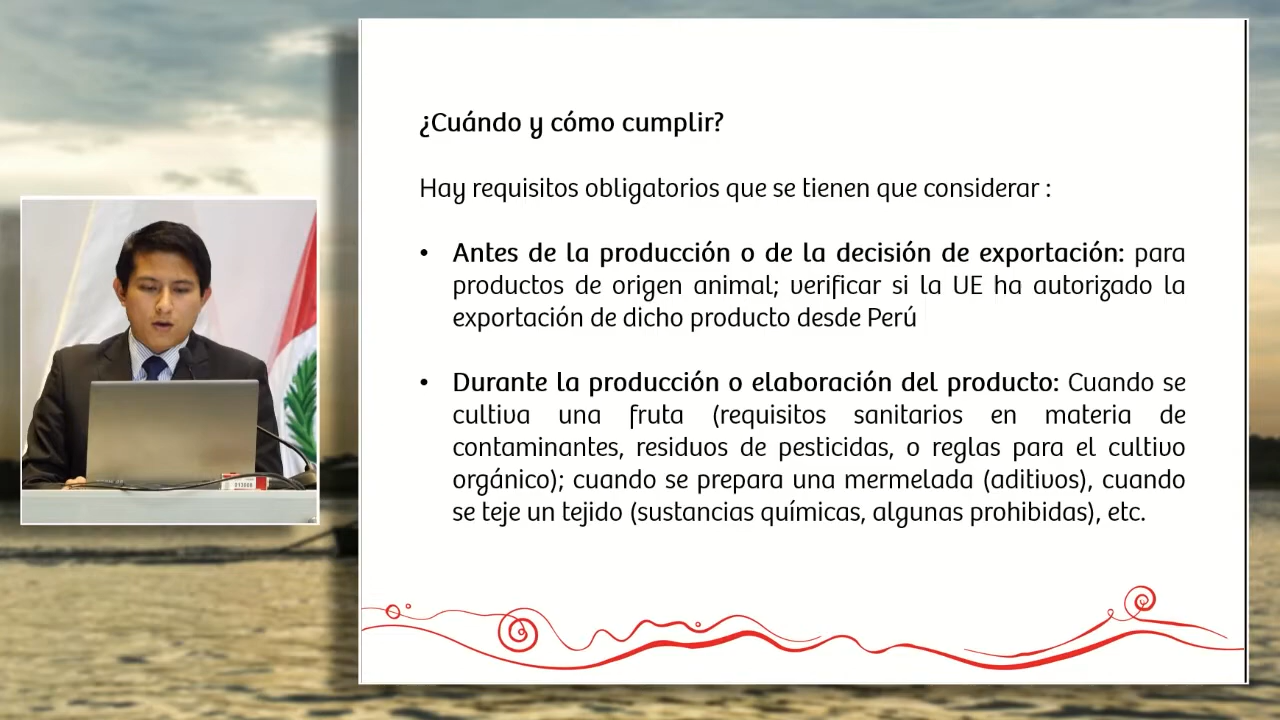 ¿Cuándo y cómo cumplir?
Hay requisitos obligatorios que se tienen que considerar :
• Antes de la producción o de la decisión de exportación: para
productos de origen animal; verificar si la UE ha autorizado la
exportación de dicho producto desde Perú
• Durante la producción o elaboración del producto: Cuando se
cultiva una fruta (requisitos sanitarios en materia de
contaminantes, residuos de pesticidas, o reglas para el cultivo
orgánico); cuando se prepara una mermelada (aditivos), cuando
se teje un tejido (sustancias químicas, algunas prohibidas), etc.